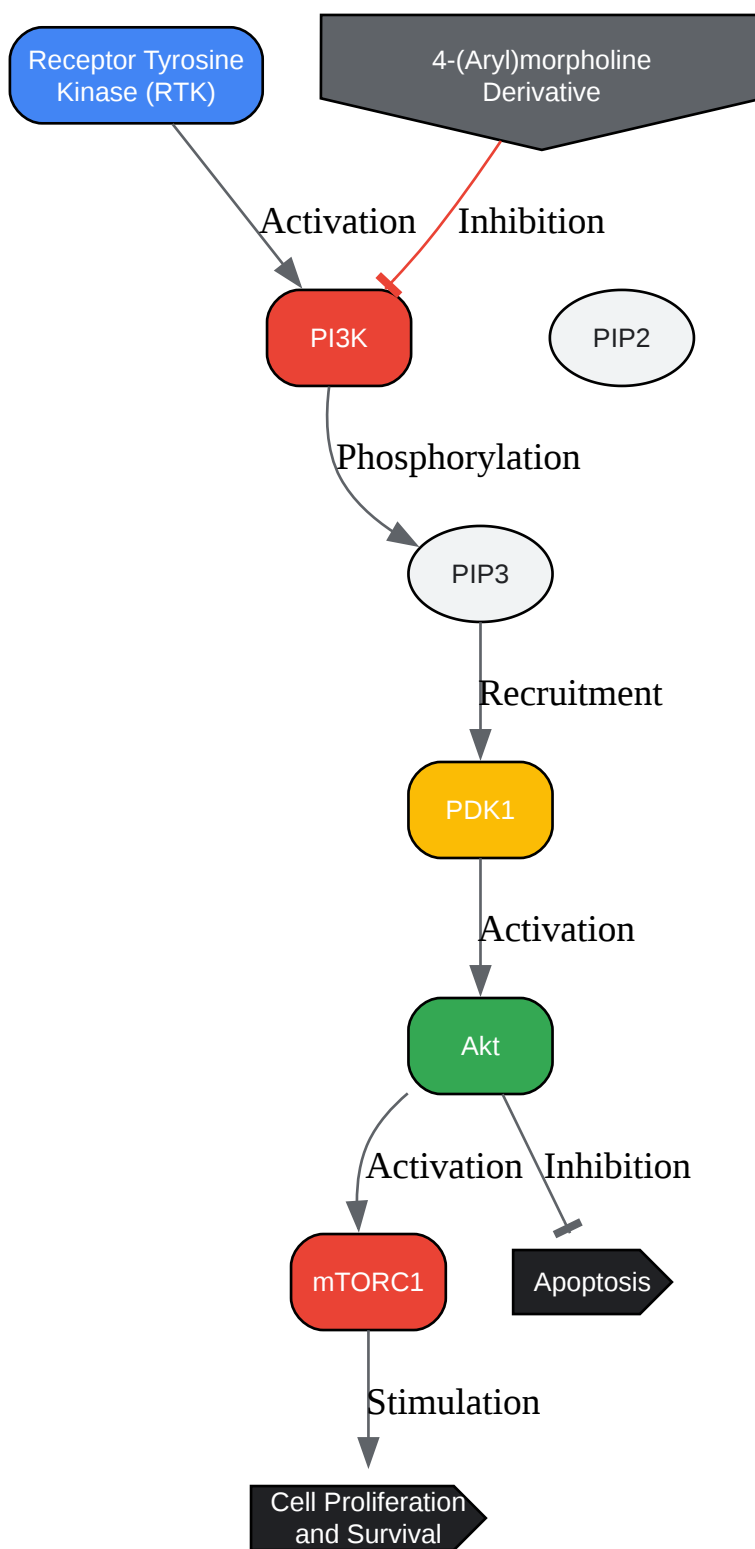 Receptor Tyrosine
Kinase (RTK)
4-(Aryl)morpholine
Derivative
Activation
Inhibition
PI3K
PIP2
Phosphorylation
PIP3
Recruitment
PDK1
Activation
Akt
Activation
Inhibition
mTORC1
Apoptosis
Stimulation
Cell Proliferation
and Survival